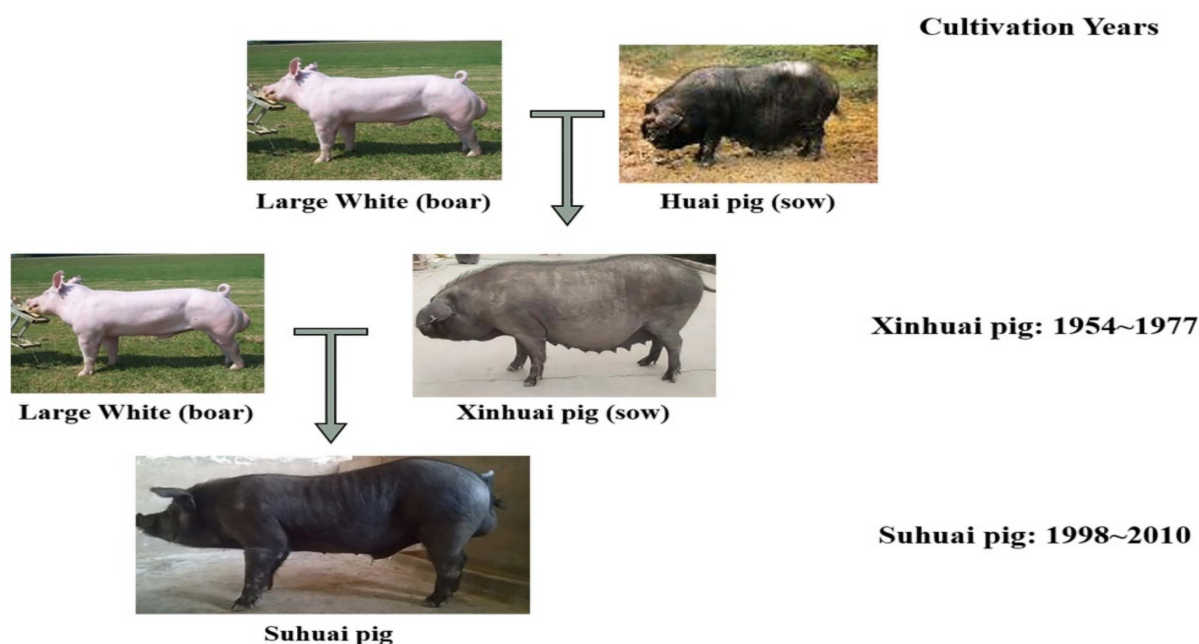 Cultivation Years
Large White (boar)
Huai pig (sow)
Xinhuai pig: 1954~1977
Large White (boar)
Xinhuai pig (sow)
Suhuai pig: 1998~2010
Suhuai pig